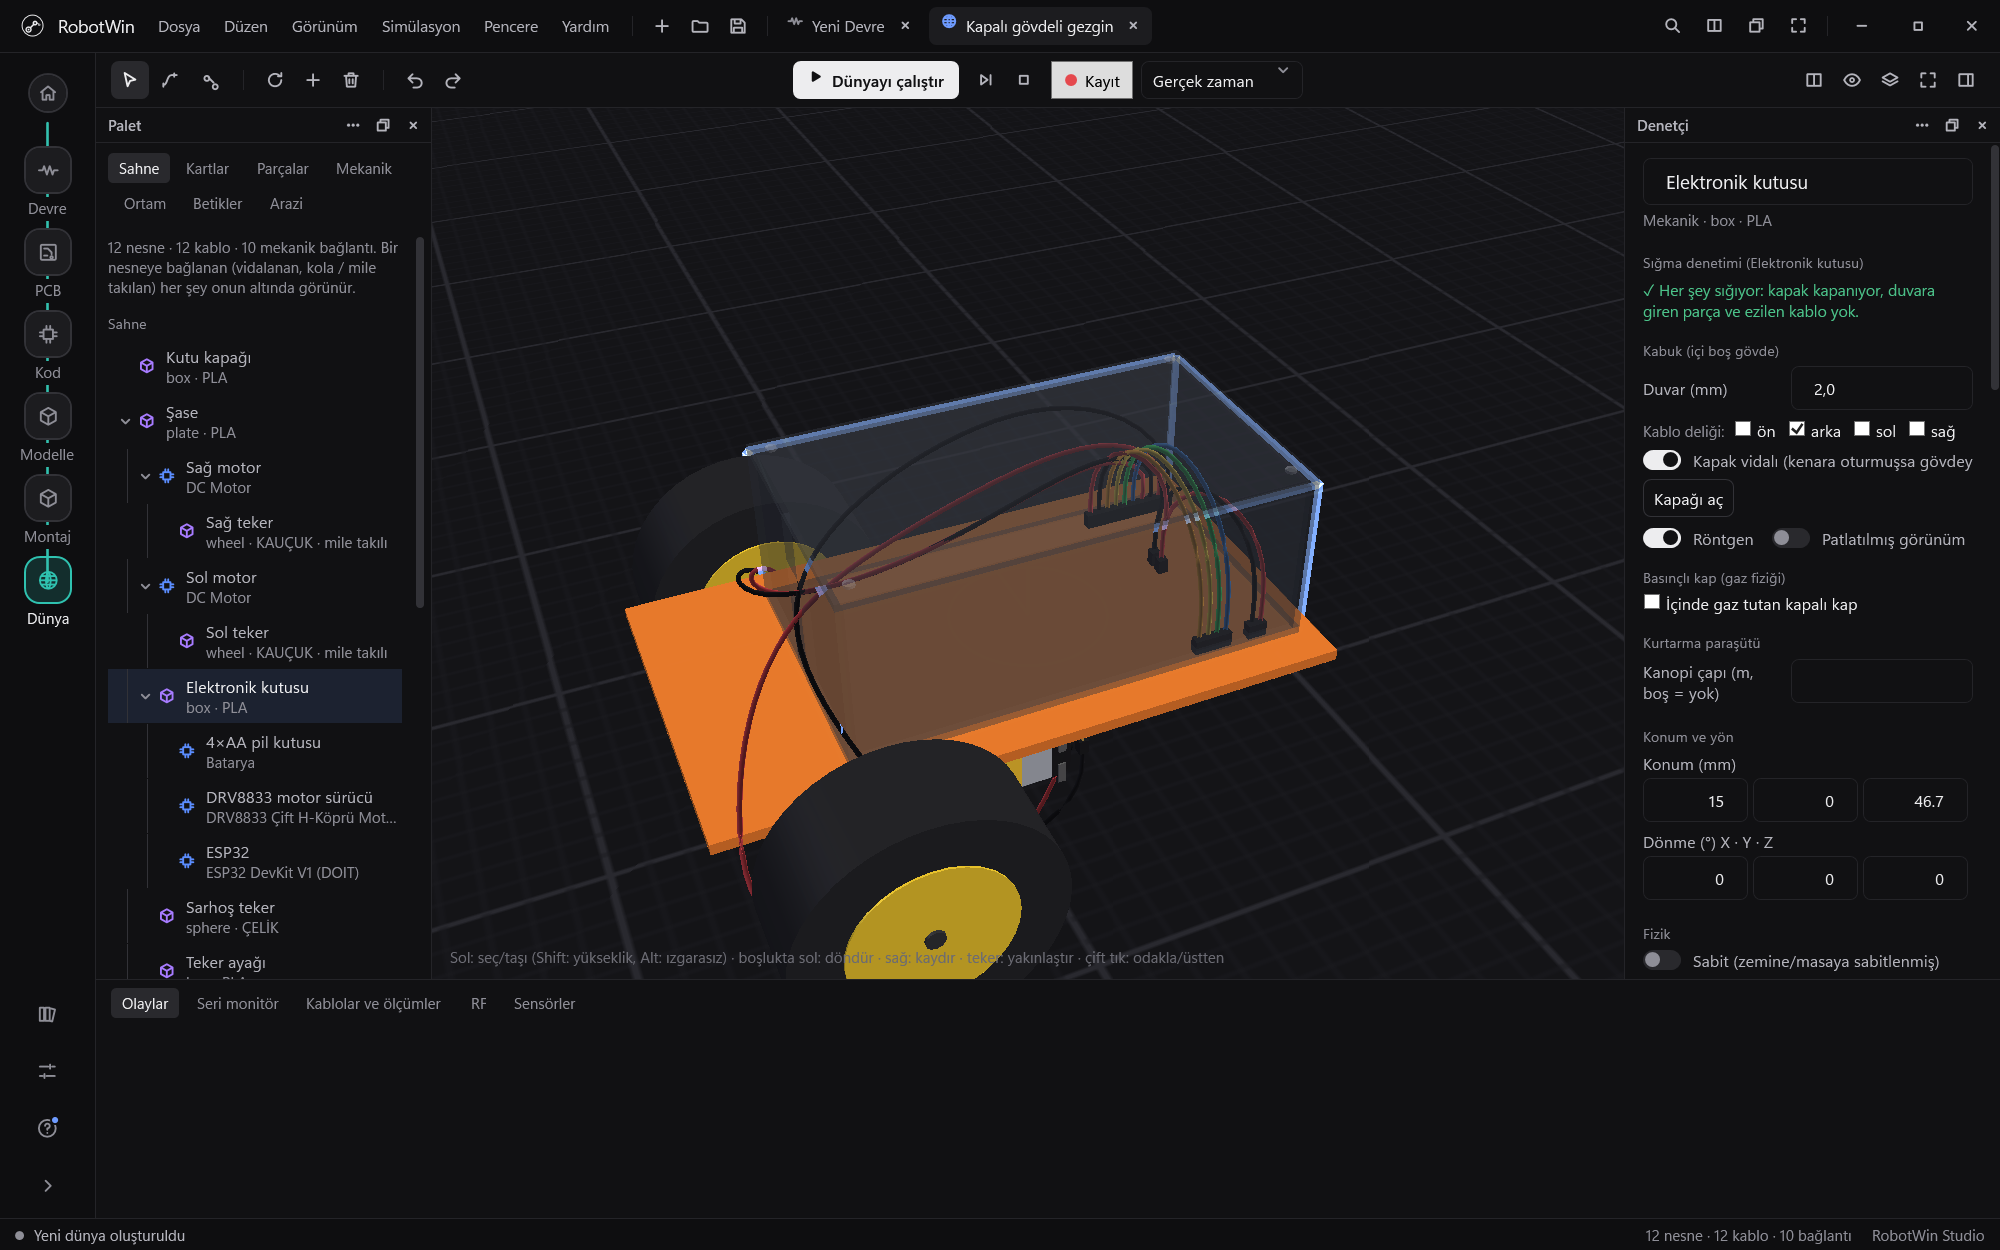 RobotWin Dosya Düzen Görünüm Simülasyon Pencere Yardım Yeni Devre Kapalı gövdeli gezgin
Dünyayı çalıştır Kayıt Gerçek zaman
Devre
PCB
Kod
Modelle
Montaj
Dünya
Palet
Sahne Kartlar Parçalar Mekanik
Ortam Betikler Arazi
12 nesne · 12 kablo · 10 mekanik bağlantı. Bir
nesneye bağlanan (vidalanan, kola / mile
takılan) her şey onun altında görünür.
Sahne
Kutu kapağı
box · PLA
Şase
plate · PLA
Sağ motor
DC Motor
Sağ teker
wheel · KAUÇUK · mile takılı
Sol motor
DC Motor
Sol teker
wheel · KAUÇUK · mile takılı
Elektronik kutusu
box · PLA
4×AA pil kutusu
Batarya
DRV8833 motor sürücü
DRV8833 Çift H-Köprü Mot...
ESP32
ESP32 DevKit V1 (DOIT)
Sarhoş teker
sphere · ÇELİK
Teker ayağı
Sol: seç/taşı (Shift: yükseklik, Alt: ızgarasız) · boşlukta sol: döndür · sağ: kaydır · teker: yakınlaştır · çift tık: odakla/üstten
Denetçi
Elektronik kutusu
Mekanik · box · PLA
Sığma denetimi (Elektronik kutusu)
✓ Her şey sığıyor: kapak kapanıyor, duvara
giren parça ve ezilen kablo yok.
Kabuk (içi boş gövde)
Duvar (mm) 2,0
Kablo deliği: ön arka sol sağ
Kapak vidalı (kenara oturmuşsa gövdey
Kapağı aç
Röntgen Patlatılmış görünüm
Basınçlı kap (gaz fiziği)
İçinde gaz tutan kapalı kap
Kurtarma paraşütü
Kanopi çapı (m,
boş = yok)
Konum ve yön
Konum (mm)
15 0 46.7
Dönme (°) X · Y · Z
0 0 0
Fizik
Sabit (zemine/masaya sabitlenmiş)
Olaylar Seri monitör Kablolar ve ölçümler RF Sensörler
Yeni dünya oluşturuldu
12 nesne · 12 kablo · 10 bağlantı RobotWin Studio